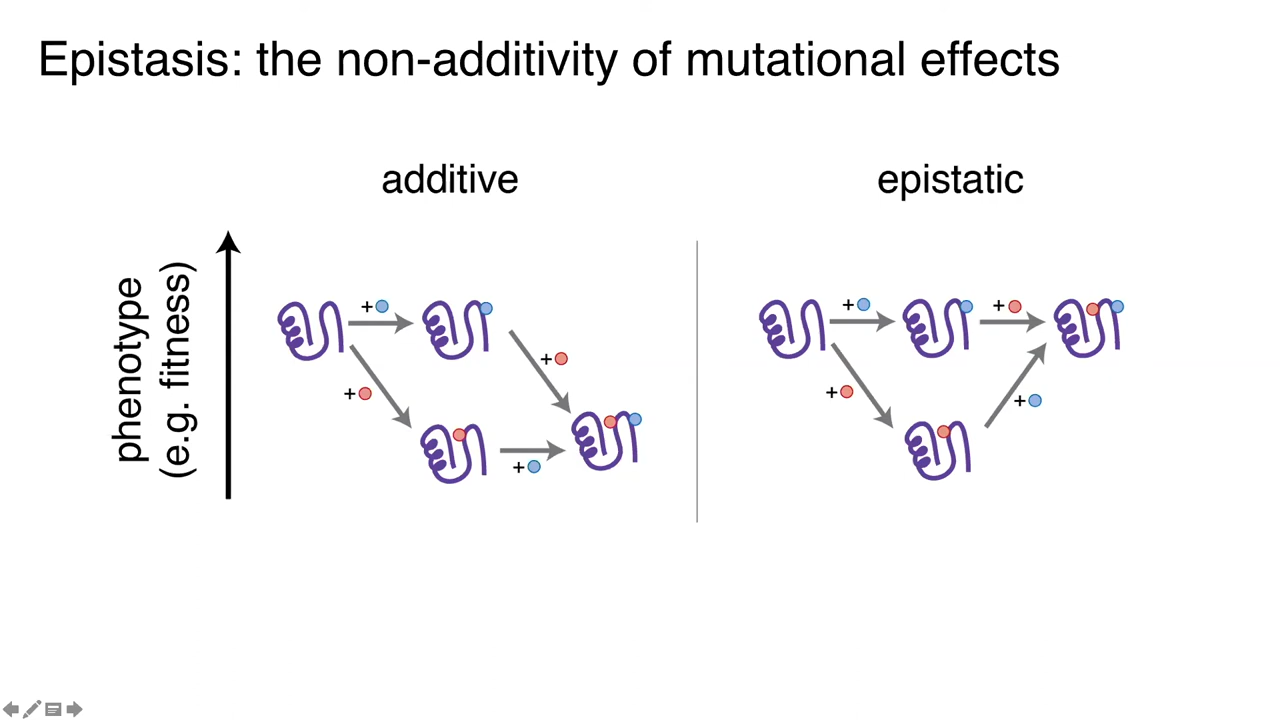 Epistasis: the non-additivity of mutational effects
additive
epistatic
phenotype
(e.g. fitness)
+
+
+
+
+
+
+
+